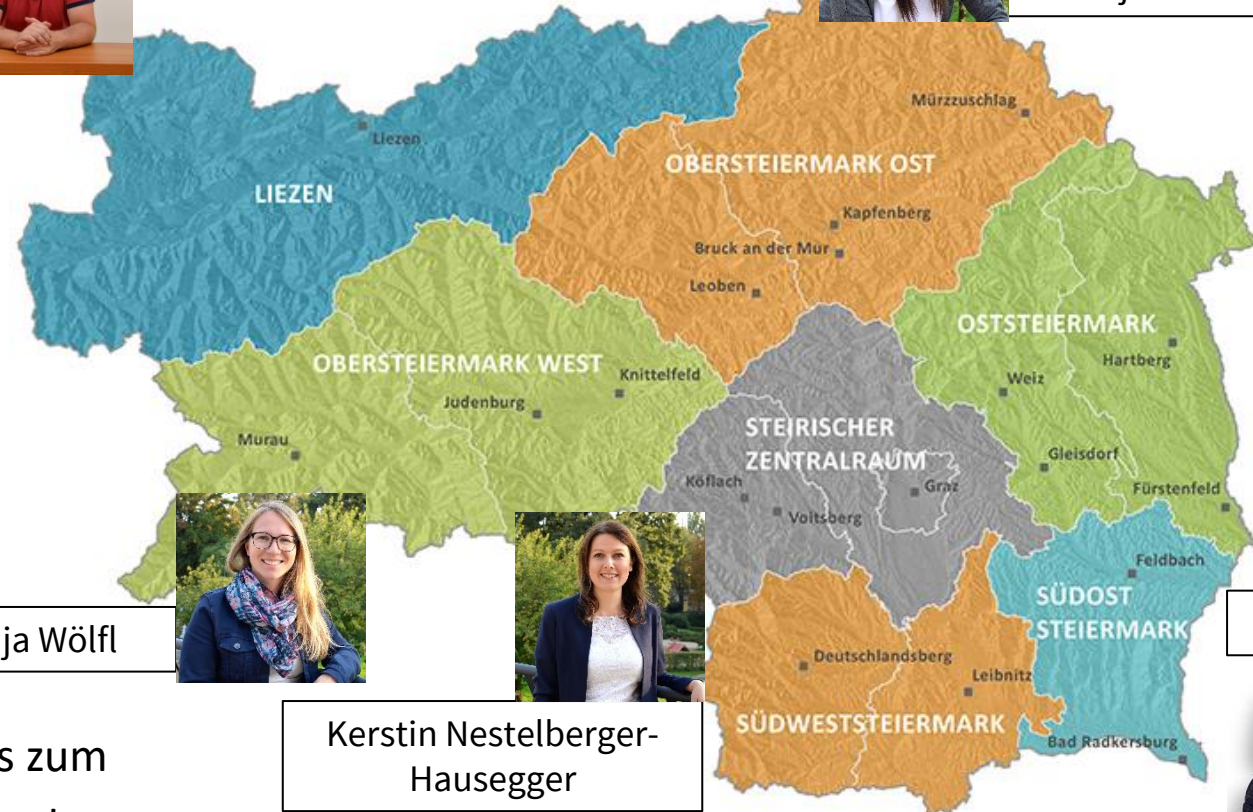 Mürzzuschlag
Liezen
OBERSTEIERMARK OST
LIEZEN
Kapfenberg
Bruck an der Mur
Leoben
OSTSTEIERMARK
Hartberg
OBERSTEIERMARK WEST
Knittelfeld
Weiz
Judenburg
STEIRISCHER
ZENTRALRAUM
Murau
Gleisdorf
Köflach
Graz
Fürstenfeld
Voitsberg
Feldbach
SÜDOST
STEIERMARK
ja Wölfl
Deutschlandsberg
Leibnitz
SÜDWESTSTEIERMARK
Kerstin Nestelberger-
Hausegger
Bad Radkersburg
s zum